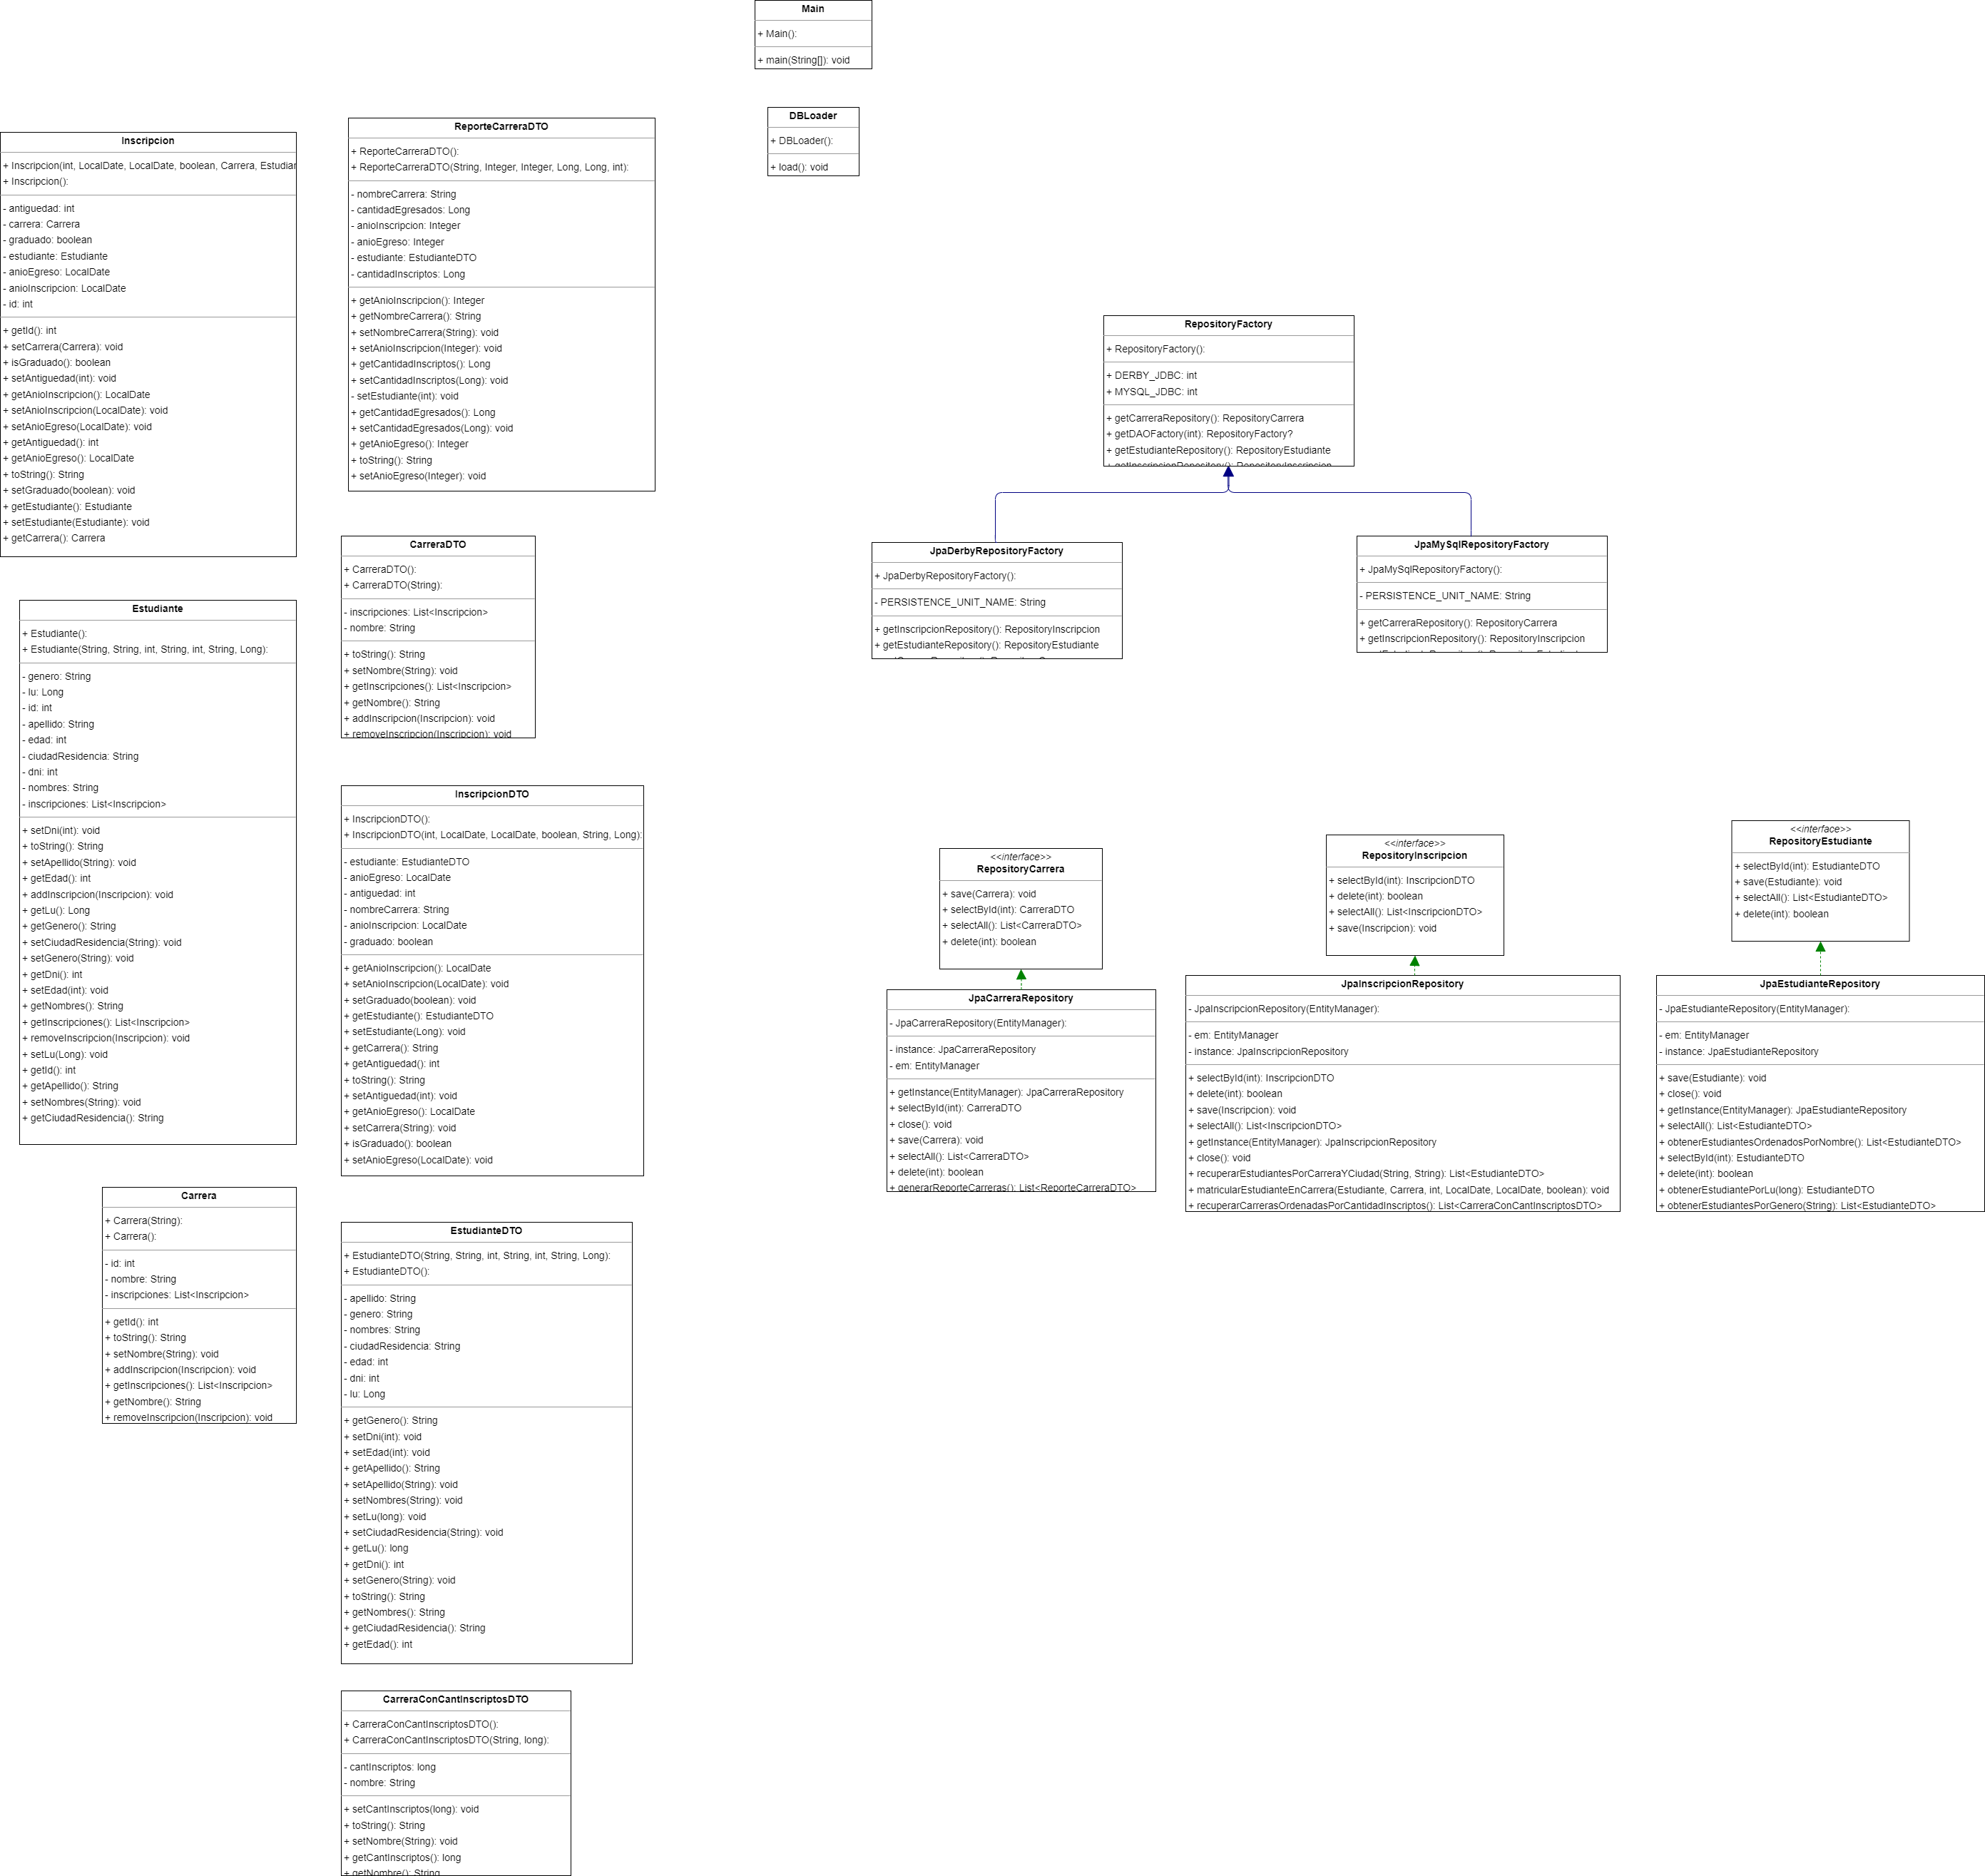 Main
+ Main():
+ main(String[]): void
DBLoader
+ DBLoader():
+ load(): void
Inscripcion
+ Inscripcion(int, LocalDate, LocalDate, boolean, Carrera, Estudian
+ Inscripcion():
- antiguedad: int
- carrera: Carrera
- graduado: boolean
- estudiante: Estudiante
- anioEgreso: LocalDate
- anioInscripcion: LocalDate
- id: int
+ getId(): int
+ setCarrera(Carrera): void
+ isGraduado(): boolean
+ setAntiguedad(int): void
+ getAnioInscripcion(): LocalDate
+ setAnioInscripcion(LocalDate): void
+ setAnioEgreso(LocalDate): void
+ getAntiguedad(): int
+ getAnioEgreso(): LocalDate
+ toString(): String
+ setGraduado(boolean): void
+ getEstudiante(): Estudiante
+ setEstudiante(Estudiante): void
+ getCarrera(): Carrera
Estudiante
+ Estudiante():
+ Estudiante(String, String, int, String, int, String, Long):
- genero: String
- lu: Long
- id: int
- apellido: String
- edad: int
- ciudadResidencia: String
- dni: int
- nombres: String
- inscripciones: List<Inscripcion>
+ setDni(int): void
+ toString(): String
+ setApellido(String): void
+ getEdad(): int
+ addInscripcion(Inscripcion): void
+ getLu(): Long
+ getGenero(): String
+ setCiudadResidencia(String): void
+ setGenero(String): void
+ getDni(): int
+ setEdad(int): void
+ getNombres(): String
+ getInscripciones(): List<Inscripcion>
+ removeInscripcion(Inscripcion): void
+ setLu(Long): void
+ getId(): int
+ getApellido(): String
+ setNombres(String): void
+ getCiudadResidencia(): String
Carrera
+ Carrera(String):
+ Carrera():
- id: int
- nombre: String
- inscripciones: List<Inscripcion>
+ getId(): int
+ toString(): String
+ setNombre(String): void
+ addInscripcion(Inscripcion): void
+ getInscripciones(): List<Inscripcion>
+ getNombre(): String
+ removeInscripcion(Inscripcion): void
ReporteCarreraDTO
+ ReporteCarreraDTO():
+ ReporteCarreraDTO(String, Integer, Integer, Long, Long, int):
- nombreCarrera: String
- cantidadEgresados: Long
- anioInscripcion: Integer
- anioEgreso: Integer
- estudiante: EstudianteDTO
- cantidadInscriptos: Long
+ getAnioInscripcion(): Integer
+ getNombreCarrera(): String
+ setNombreCarrera(String): void
+ setAnioInscripcion(Integer): void
+ getCantidadInscriptos(): Long
+ setCantidadInscriptos(Long): void
- setEstudiante(int): void
+ getCantidadEgresados(): Long
+ setCantidadEgresados(Long): void
+ getAnioEgreso(): Integer
+ toString(): String
+ setAnioEgreso(Integer): void
CarreraDTO
+ CarreraDTO():
+ CarreraDTO(String):
- inscripciones: List<Inscripcion>
- nombre: String
+ toString(): String
+ setNombre(String): void
+ getInscripciones(): List<Inscripcion>
+ getNombre(): String
+ addInscripcion(Inscripcion): void
+ removeInscripcion(Inscripcion): void
InscripcionDTO
+ InscripcionDTO():
+ InscripcionDTO(int, LocalDate, LocalDate, boolean, String, Long):
- estudiante: EstudianteDTO
- anioEgreso: LocalDate
- antiguedad: int
- nombreCarrera: String
- anioInscripcion: LocalDate
- graduado: boolean
+ getAnioInscripcion(): LocalDate
+ setAnioInscripcion(LocalDate): void
+ setGraduado(boolean): void
+ getEstudiante(): EstudianteDTO
+ setEstudiante(Long): void
+ getCarrera(): String
+ getAntiguedad(): int
+ toString(): String
+ setAntiguedad(int): void
+ getAnioEgreso(): LocalDate
+ setCarrera(String): void
+ isGraduado(): boolean
+ setAnioEgreso(LocalDate): void
EstudianteDTO
+ EstudianteDTO(String, String, int, String, int, String, Long):
+ EstudianteDTO():
- apellido: String
- genero: String
- nombres: String
- ciudadResidencia: String
- edad: int
- dni: int
- lu: Long
+ getGenero(): String
+ setDni(int): void
+ setEdad(int): void
+ getApellido(): String
+ setApellido(String): void
+ setNombres(String): void
+ setLu(long): void
+ setCiudadResidencia(String): void
+ getLu(): long
+ getDni(): int
+ setGenero(String): void
+ toString(): String
+ getNombres(): String
+ getCiudadResidencia(): String
+ getEdad(): int
CarreraConCantInscriptosDTO
+ CarreraConCantInscriptosDTO():
+ CarreraConCantInscriptosDTO(String, long):
- cantInscriptos: long
- nombre: String
+ setCantInscriptos(long): void
+ toString(): String
+ setNombre(String): void
+ getCantInscriptos(): long
+ getNombre(): String
RepositoryFactory
+ RepositoryFactory():
+ DERBY_JDBC: int
+ MYSQL_JDBC: int
+ getCarreraRepository(): RepositoryCarrera
+ getDAOFactory(int): RepositoryFactory?
+ getEstudianteRepository(): RepositoryEstudiante
+ getInscripcionRepository(): RepositoryInscripcion
JpaDerbyRepositoryFactory
+ JpaDerbyRepositoryFactory():
- PERSISTENCE_UNIT_NAME: String
+ getInscripcionRepository(): RepositoryInscripcion
+ getEstudianteRepository(): RepositoryEstudiante
JpaMySqlRepositoryFactory
+ JpaMySqlRepositoryFactory():
- PERSISTENCE_UNIT_NAME: String
+ getCarreraRepository(): RepositoryCarrera
+ getInscripcionRepository(): RepositoryInscripcion
<<interface>>
RepositoryCarrera
+ save(Carrera): void
+ selectById(int): CarreraDTO
+ selectAll(): List<CarreraDTO>
+ delete(int): boolean
<<interface>>
RepositoryInscripcion
+ selectById(int): InscripcionDTO
+ delete(int): boolean
+ selectAll(): List<InscripcionDTO>
+ save(Inscripcion): void
<<interface>>
RepositoryEstudiante
+ selectById(int): EstudianteDTO
+ save(Estudiante): void
+ selectAll(): List<EstudianteDTO>
+ delete(int): boolean
JpaCarreraRepository
- JpaCarreraRepository(EntityManager):
- instance: JpaCarreraRepository
- em: EntityManager
+ getInstance(EntityManager): JpaCarreraRepository
+ selectById(int): CarreraDTO
+ close(): void
+ save(Carrera): void
+ selectAll(): List<CarreraDTO>
+ delete(int): boolean
+ generarReporteCarreras(): List<ReporteCarreraDTO>
JpaInscripcionRepository
- JpaInscripcionRepository(EntityManager):
- em: EntityManager
- instance: JpaInscripcionRepository
+ selectById(int): InscripcionDTO
+ delete(int): boolean
+ save(Inscripcion): void
+ selectAll(): List<InscripcionDTO>
+ getInstance(EntityManager): JpaInscripcionRepository
+ close(): void
+ recuperarEstudiantesPorCarreraYCiudad(String, String): List<EstudianteDTO>
+ matricularEstudianteEnCarrera(Estudiante, Carrera, int, LocalDate, LocalDate, boolean): void
+ recuperarCarrerasOrdenadasPorCantidadInscriptos(): List<CarreraConCantInscriptosDTO>
JpaEstudianteRepository
- JpaEstudianteRepository(EntityManager):
- em: EntityManager
- instance: JpaEstudianteRepository
+ save(Estudiante): void
+ close(): void
+ getInstance(EntityManager): JpaEstudianteRepository
+ selectAll(): List<EstudianteDTO>
+ obtenerEstudiantesOrdenadosPorNombre(): List<EstudianteDTO>
+ selectById(int): EstudianteDTO
+ delete(int): boolean
+ obtenerEstudiantePorLu(long): EstudianteDTO
+ obtenerEstudiantesPorGenero(String): List<EstudianteDTO>